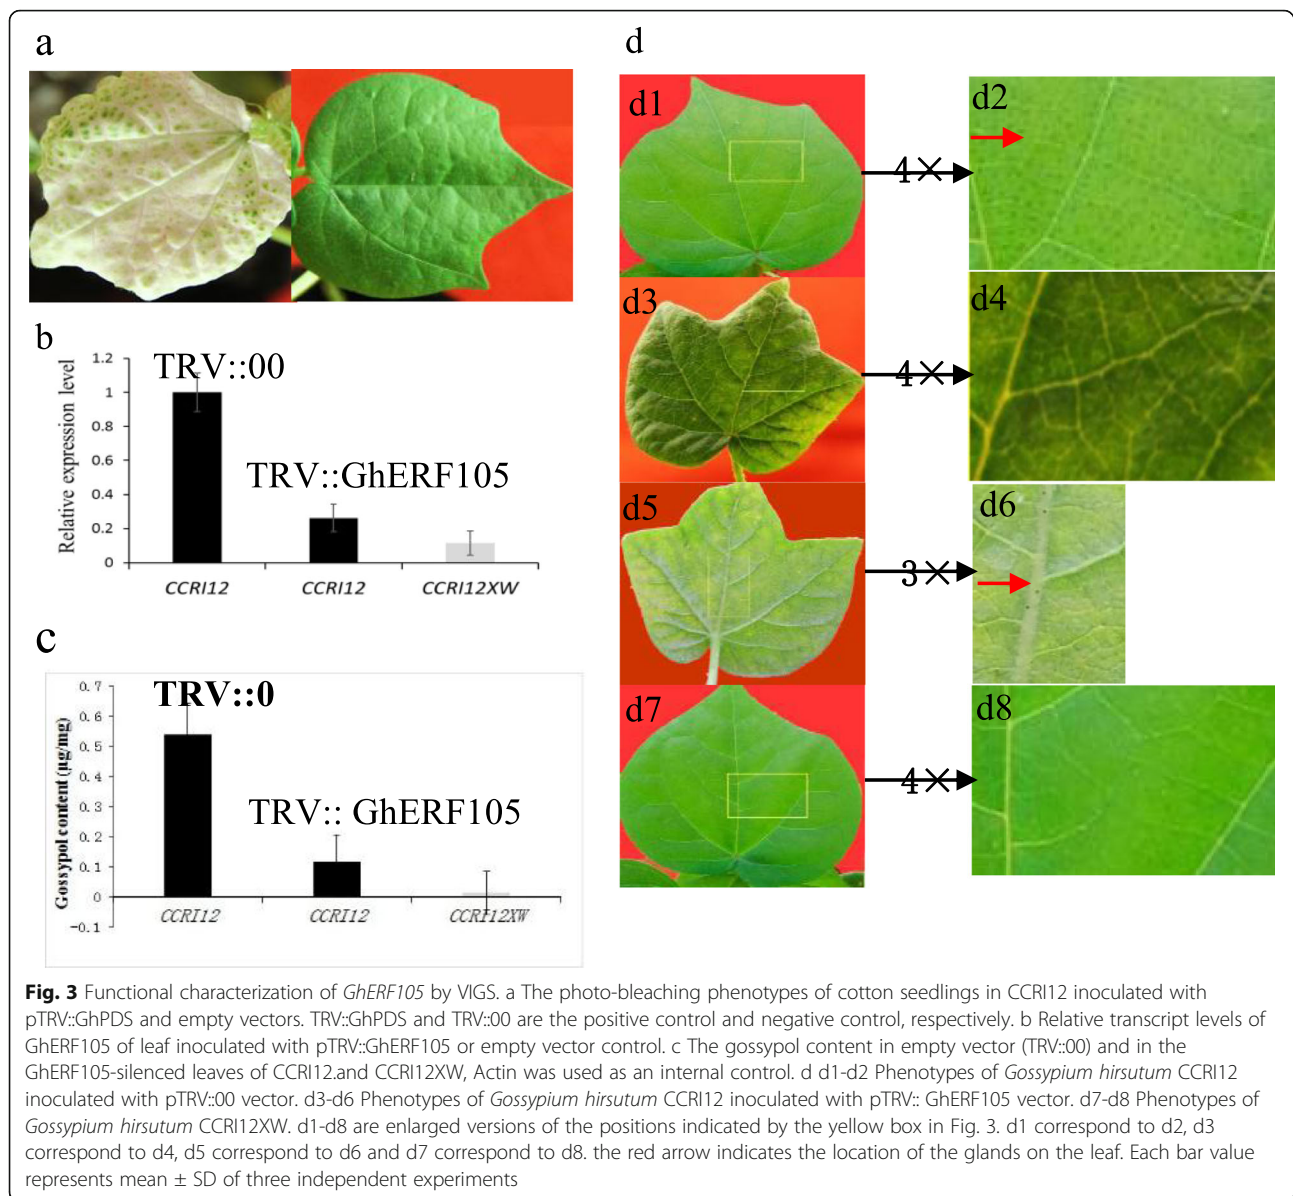 a
b
TRV::00
TRV::GhERF105
Relative expression level
1.2
1
0.8
0.6
0.4
0.2
0
CCRI12
CCRI12
CCRI12XW
c
TRV::0
TRV:: GhERF105
Gossypol content (μg/mg)
0.7
0.6
0.5
0.4
0.3
0.2
0.1
0
-0.1
CCRI12
CCRI12
CCRI12XW
d
d1
4×
d2
d3
4×
d4
d5
3×
d6
d7
4×
d8
Fig. 3 Functional characterization of GhERF105 by VIGS. a The photo-bleaching phenotypes of cotton seedlings in CCRI12 inoculated with
pTRV::GhPDS and empty vectors. TRV::GhPDS and TRV::00 are the positive control and negative control, respectively. b Relative transcript levels of
GhERF105 of leaf inoculated with pTRV::GhERF105 or empty vector control. c The gossypol content in empty vector (TRV::00) and in the
GhERF105-silenced leaves of CCRI12.and CCRI12XW, Actin was used as an internal control. d d1-d2 Phenotypes of Gossypium hirsutum CCRI12
inoculated with pTRV::00 vector. d3-d6 Phenotypes of Gossypium hirsutum CCRI12 inoculated with pTRV:: GhERF105 vector. d7-d8 Phenotypes of
Gossypium hirsutum CCRI12XW. d1-d8 are enlarged versions of the positions indicated by the yellow box in Fig. 3. d1 correspond to d2, d3
correspond to d4, d5 correspond to d6 and d7 correspond to d8. the red arrow indicates the location of the glands on the leaf. Each bar value
represents mean ± SD of three independent experiments